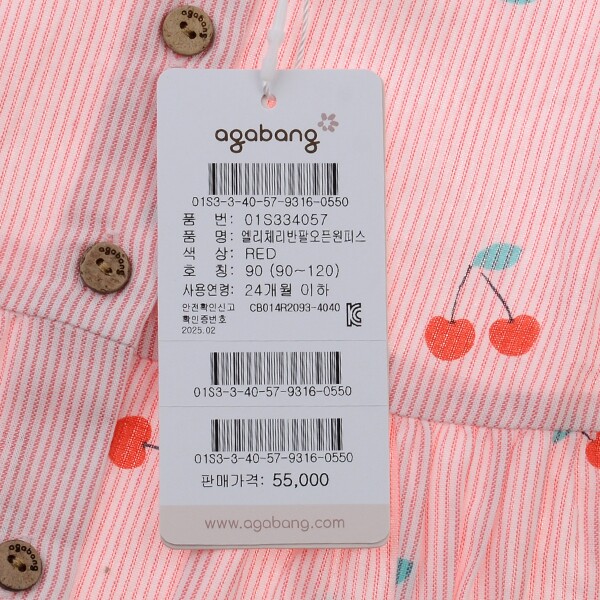 agabang
agabang
01S3-3-40-57-9316-0550
품 번: 01S334057
품 명: 엘리체리반팔오픈원피스
색 상: RED
호 칭: 90 (90~120)
사용연령: 24개월 이하
안전확인신고 CB014R2093-4040
확인증번호
2025.02
agabang
01S3-3-40-57-9316-0550
01S3-3-40-57-9316-0550
판매가격: 55,000
www.agabang.com
agabang